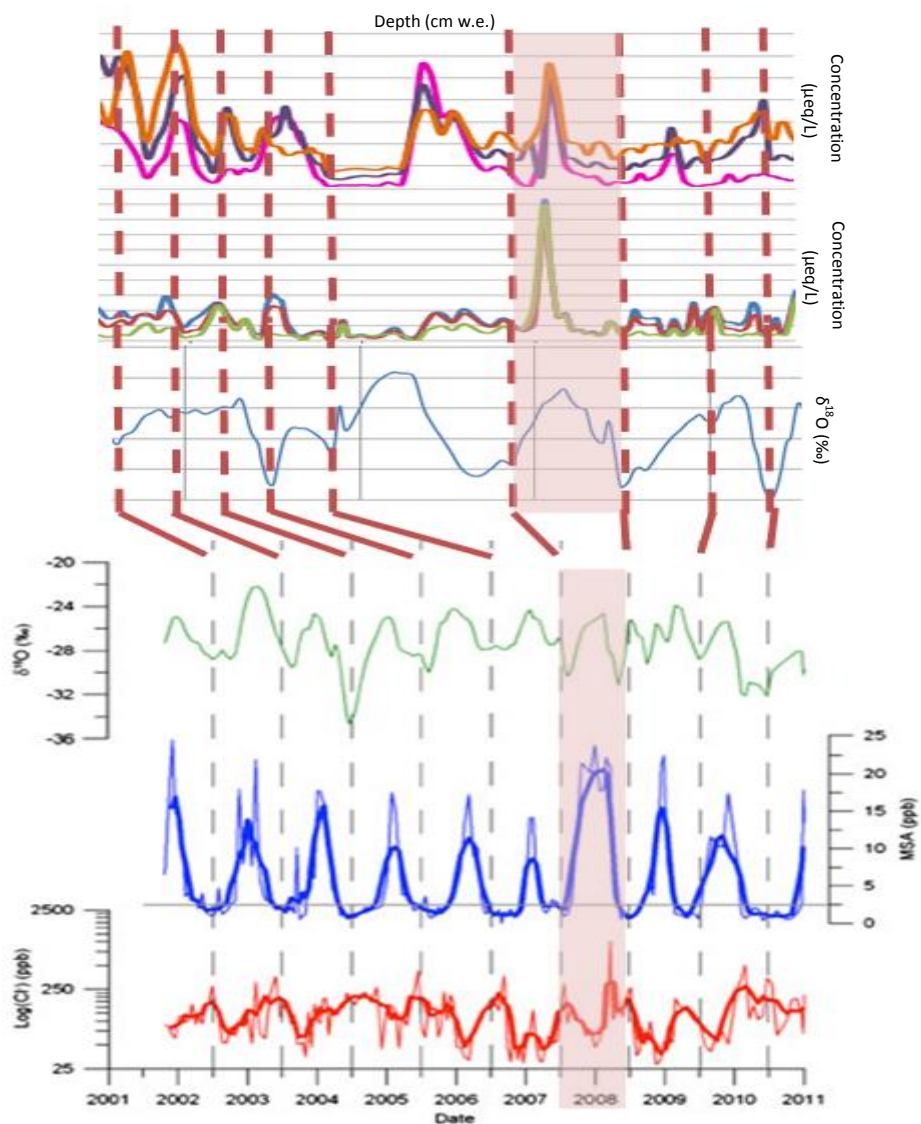 Depth (cm w.e.)
Concentration
(µeq/L)
Concentration
(µeq/L)
δ18O (‰)
-20
-24
-28
-32
-36
δ18O (‰)
25
20
15
10
5
0
MSA (ppb)
2500
250
25
Log(Cl) (ppb)
2001 2002 2003 2004 2005 2006 2007 2008 2009 2010 2011
Date